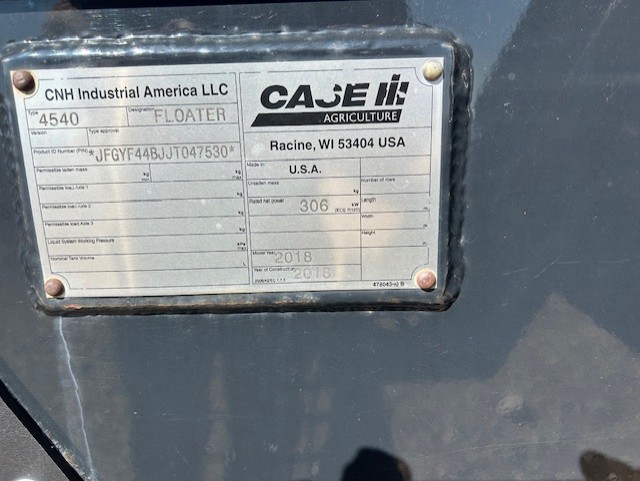 CNH Industrial America LLC
Type 4540 Designation FLOATER
Version Type approval
Product ID Number (PIN) *JFGYF44BJJT047530*
Permissible laden mass kg kg max
Permissible load Axle 1 kg
Permissible load Axle 2 kg
Permissible load Axle 3 kg
Liquid System Working Pressure kPa max
Nominal Tank Volume
CASE IH
AGRICULTURE
Racine, WI 53404 USA
Made in U.S.A.
Unladen mass kg Number of rows
Rated net power 306 kW Length m
Width m
Height m
Model Year 2018
Year of Construction 2018